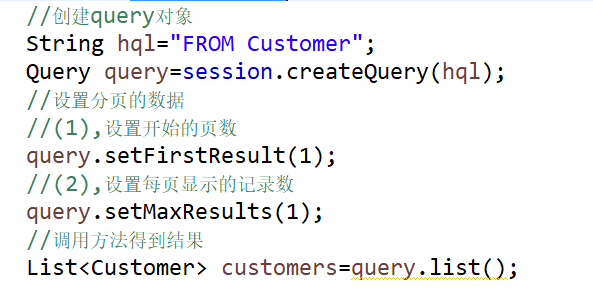 //创建query对象
String hql="FROM Customer";
Query query=session.createQuery(hql);
//设置分页的数据
//(1),设置开始的页数
query.setFirstResult(1);
//(2),设置每页显示的记录数
query.setMaxResults(1);
//调用方法得到结果
List<Customer> customers=query.list();